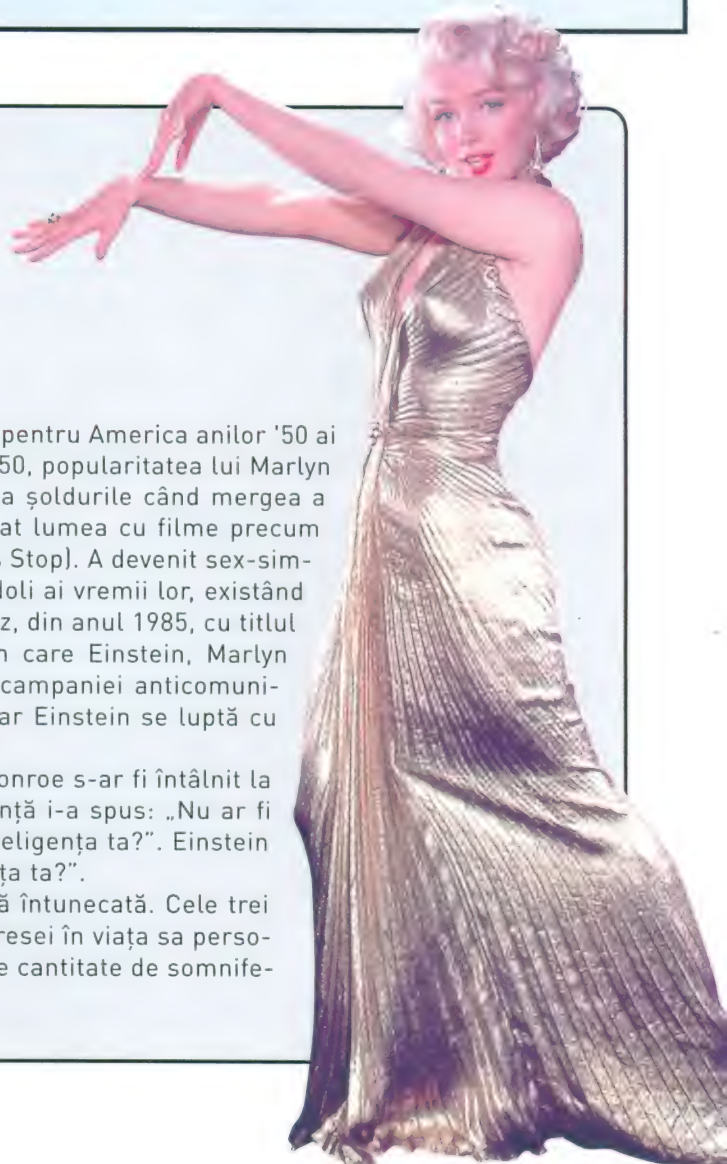 pentru America anilor '50 ai
50, popularitatea lui Marlyn
a șoldurile când mergea a
at lumea cu filme precum
Stop). A devenit sex-sim-
doli ai vremii lor, existând
z, din anul 1985, cu titlul
care Einstein, Marlyn
campaniei anticomuni-
ar Einstein se luptă cu
onroe s-ar fi întâlnit la
nță i-a spus: „Nu ar fi
eligența ta?”. Einstein
ța ta?”.
ă întunecată. Cele trei
resei în viața sa perso-
e cantitate de somnife-